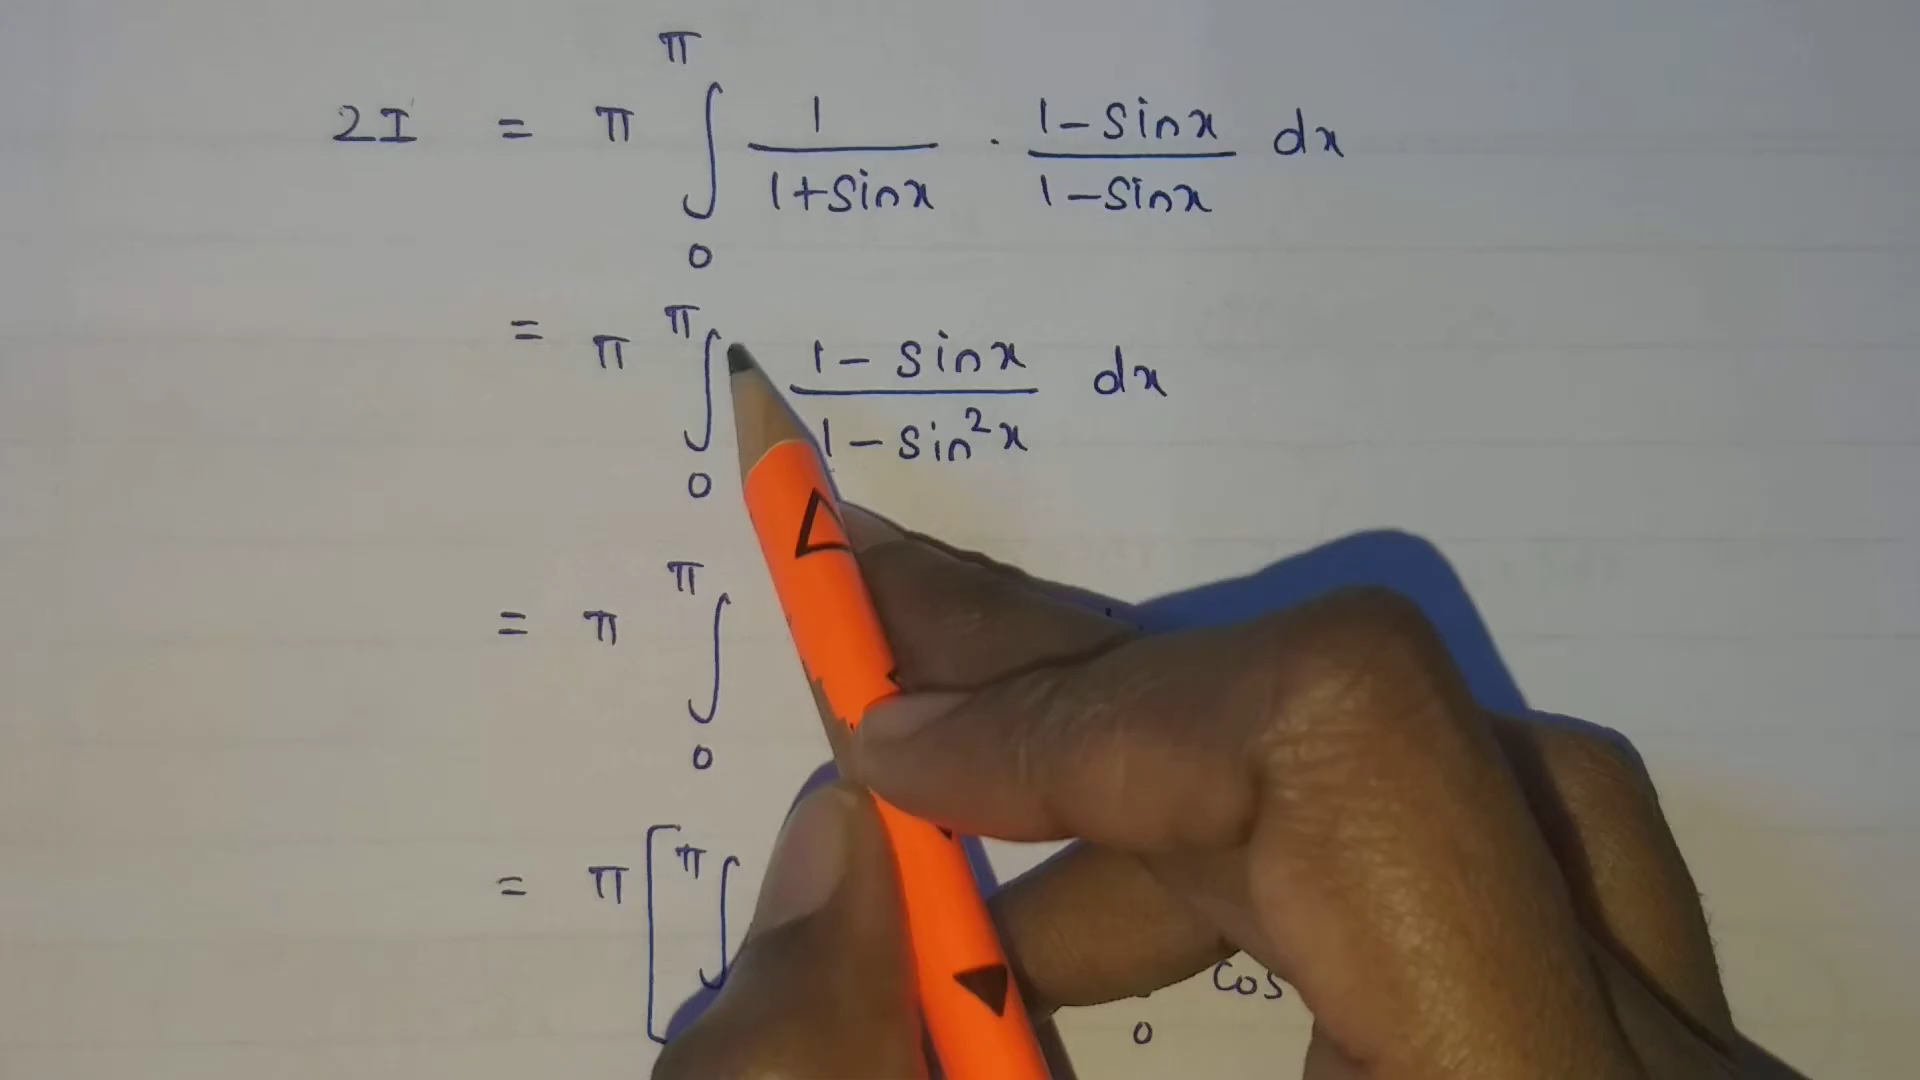 2I = π ∫₀^π 1/(1+sinx) · (1-sinx)/(1-sinx) dx
= π ∫₀^π (1-sinx)/(1-sin²x) dx
= π ∫₀^π
= π [ ∫^π cos 0